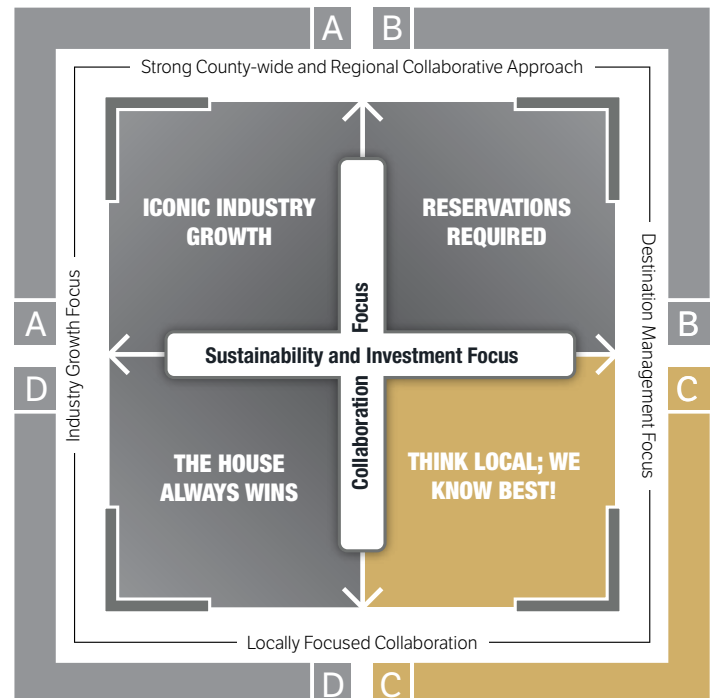 A B
Strong County-wide and Regional Collaborative Approach
ICONIC INDUSTRY
GROWTH
RESERVATIONS
REQUIRED
Industry Growth Focus
Destination Management Focus
A
B
Collaboration Focus
Sustainability and Investment Focus
D
C
THE HOUSE
ALWAYS WINS
THINK LOCAL; WE
KNOW BEST!
Locally Focused Collaboration
D C